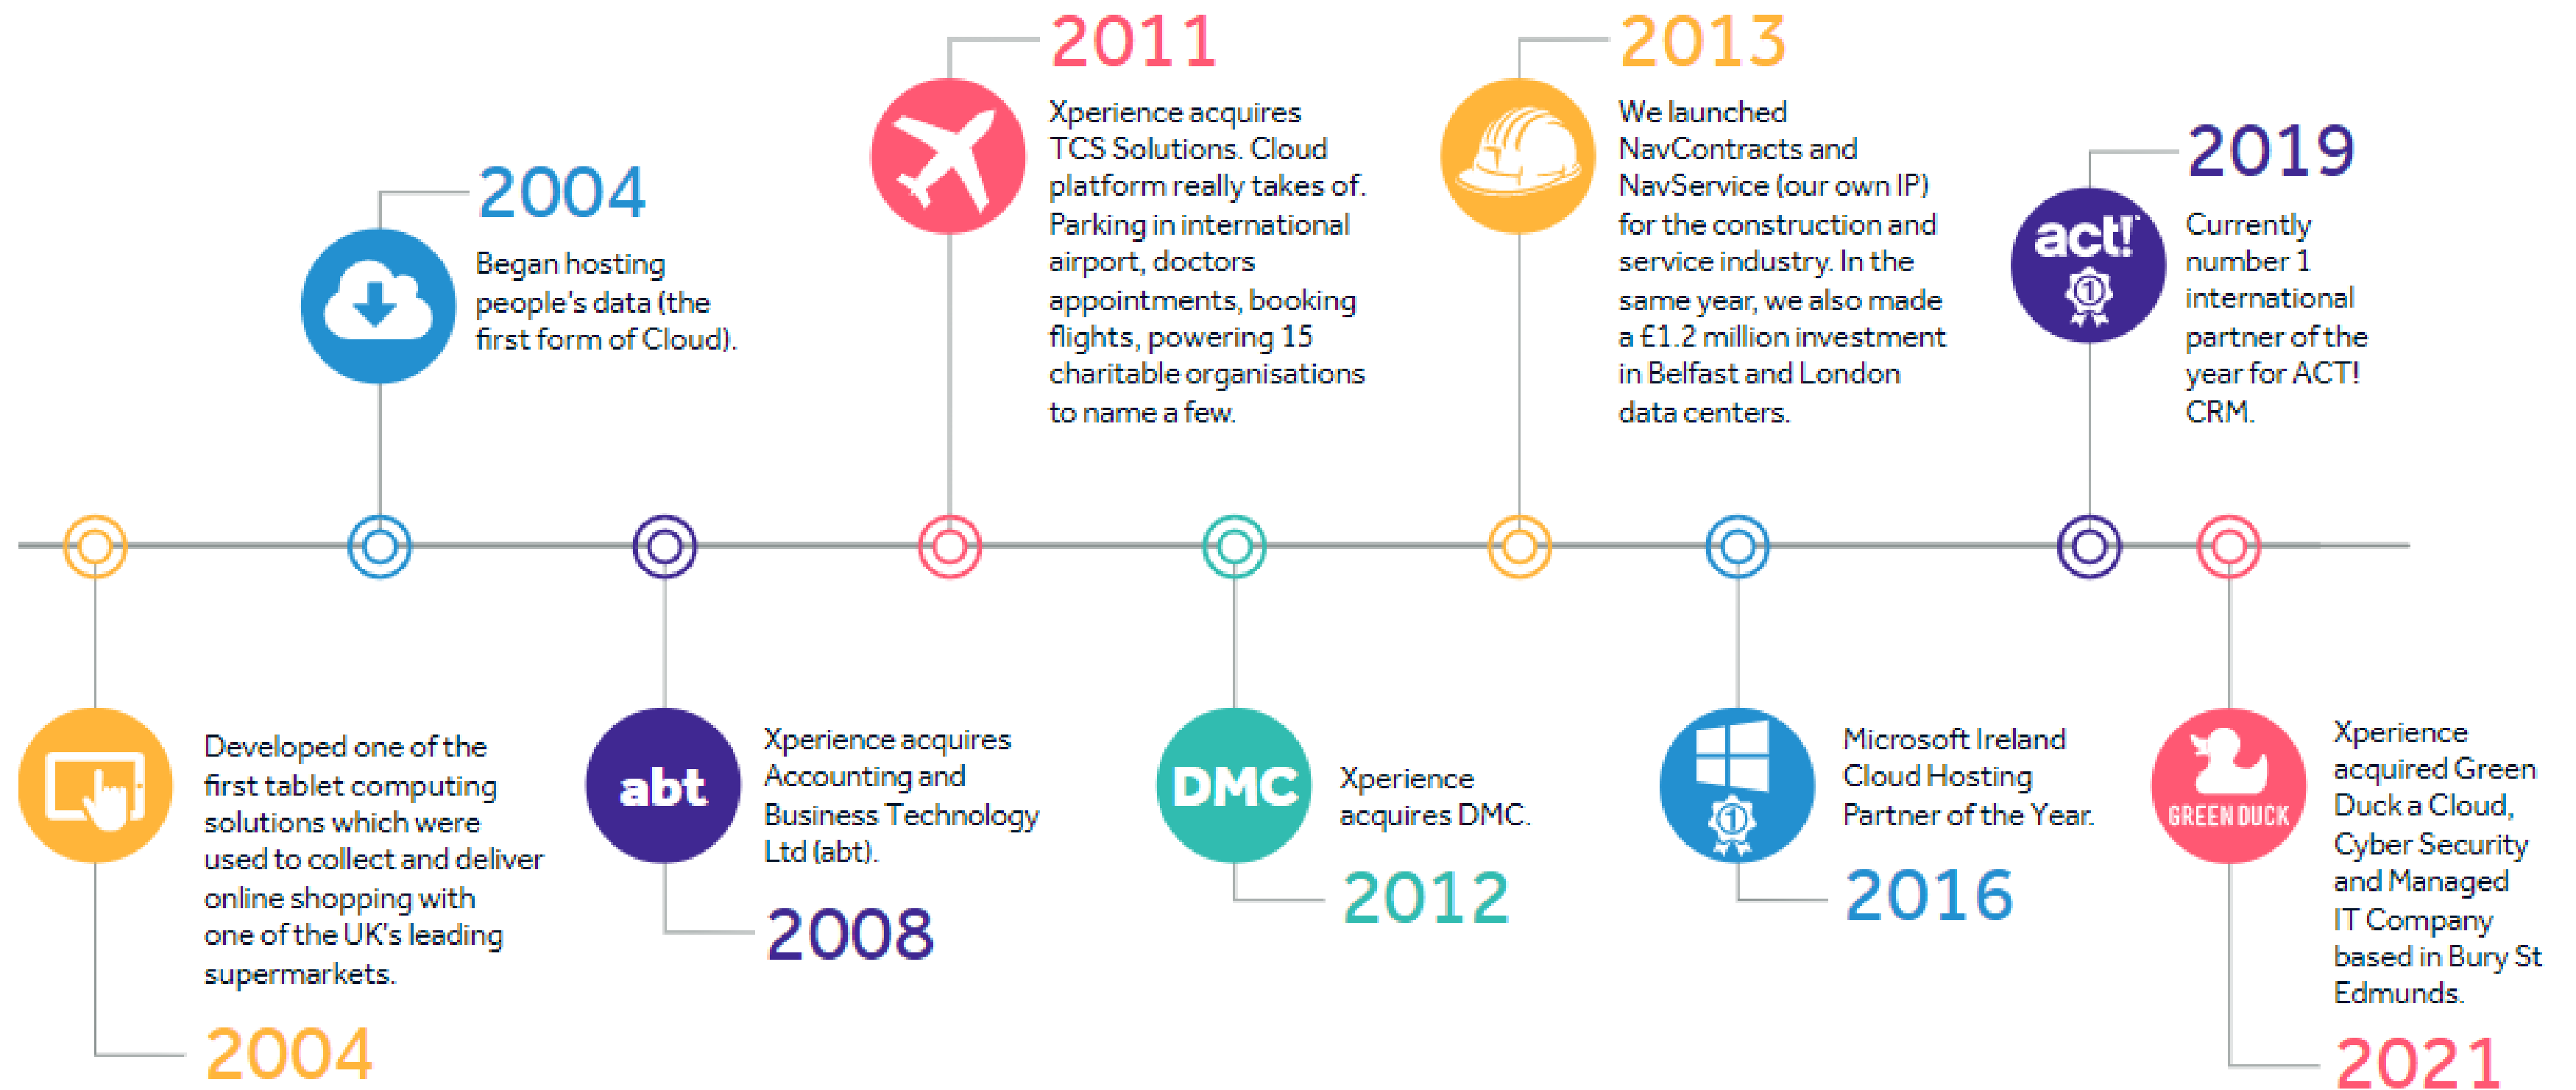 2004
Developed one of the
first tablet computing
solutions which were
used to collect and deliver
online shopping with
one of the UK's leading
supermarkets.
2004
Began hosting
people's data (the
first form of Cloud).
abt
Xperience acquires
Accounting and
Business Technology
Ltd (abt).
2008
2011
Xperience acquires
TCS Solutions. Cloud
platform really takes of.
Parking in international
airport, doctors
appointments, booking
flights, powering 15
charitable organisations
to name a few.
DMC
Xperience
acquires DMC.
2012
2013
We launched
NavContracts and
NavService (our own IP)
for the construction and
service industry. In the
same year, we also made
a £1.2 million investment
in Belfast and London
data centers.
1
Microsoft Ireland
Cloud Hosting
Partner of the Year.
2016
act!
1
2019
Currently
number 1
international
partner of the
year for ACT!
CRM.
GREEN DUCK
Xperience
acquired Green
Duck a Cloud,
Cyber Security
and Managed
IT Company
based in Bury St
Edmunds.
2021